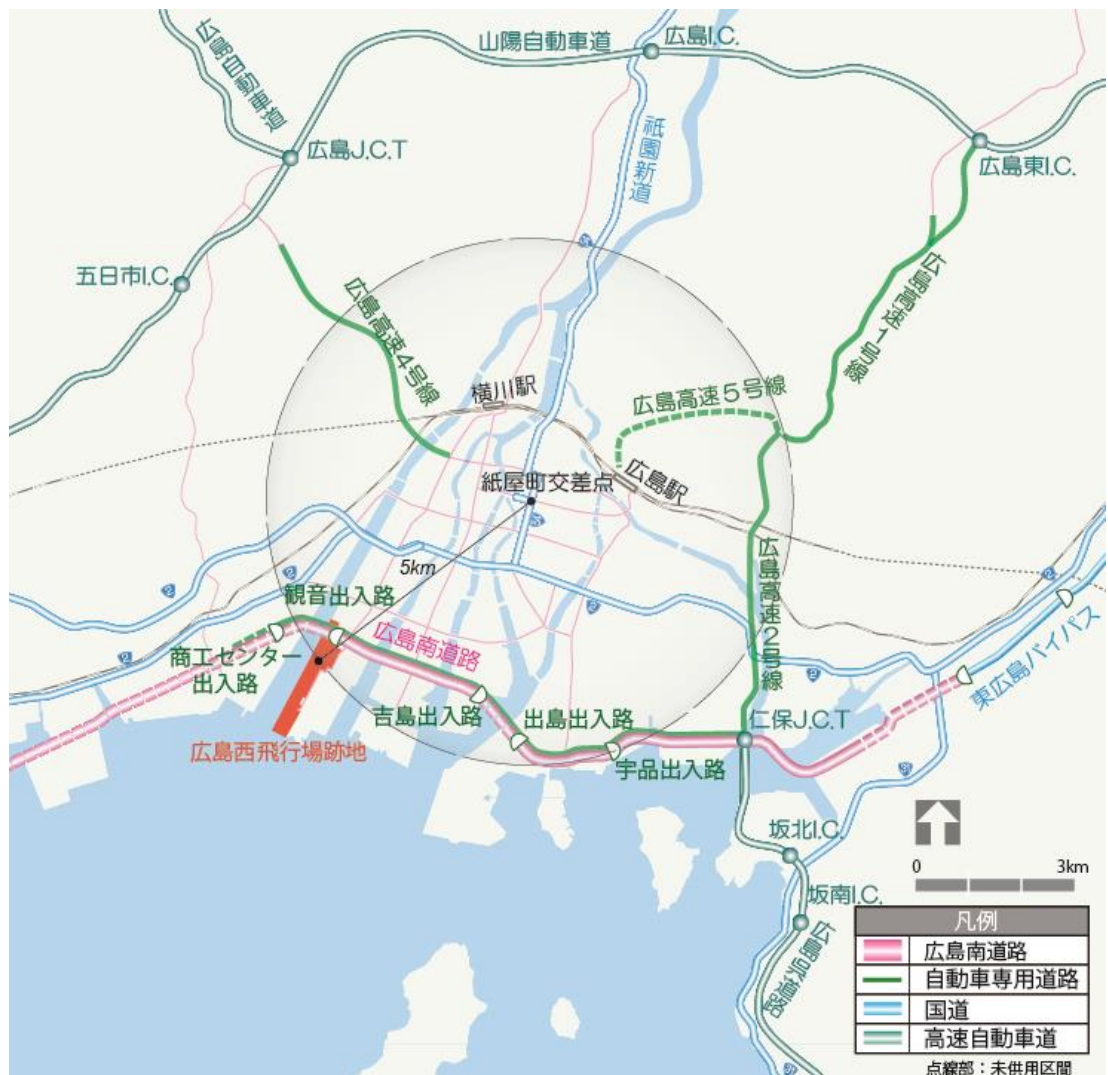 山陽自動車道
広島I.C.
広島自動車道
広島J.C.T
祇園新道
広島東I.C.
五日市I.C.
広島高速4号線
広島高速1号線
横川駅
広島高速5号線
広島駅
紙屋町交差点
5km
広島高速2号線
観音出入路
広島南道路
商工センター
出入路
吉島出入路
出島出入路
仁保J.C.T
東広島バイパス
広島西飛行場跡地
宇品出入路
坂北I.C.
坂南I.C.
広島呉道路
0
3km
凡例
広島南道路
自動車専用道路
国道
高速自動車道
点線部：未供用区間
2
2
2
2
2